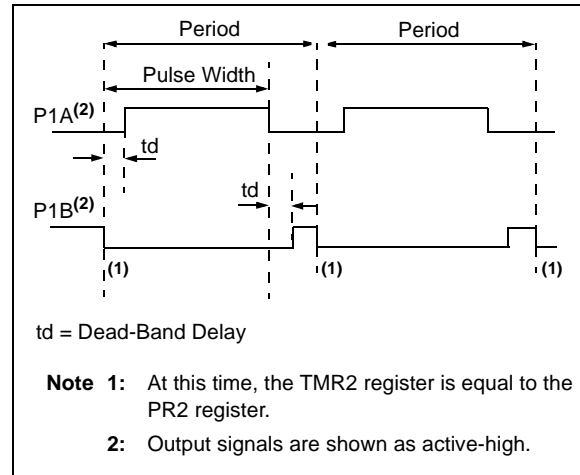 Period Period
Pulse Width
P1A(2)
td
td
P1B(2)
(1) (1) (1)
td = Dead-Band Delay
Note 1: At this time, the TMR2 register is equal to the
PR2 register.
2: Output signals are shown as active-high.